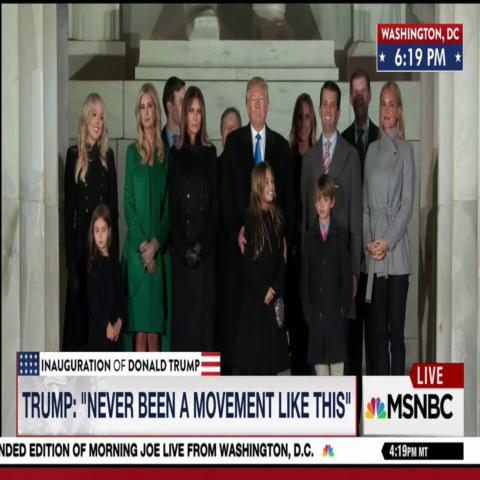 WASHINGTON, DC
6:19 PM
INAUGURATION OF DONALD TRUMP
TRUMP: "NEVER BEEN A MOVEMENT LIKE THIS"
LIVE
MSNBC
NDED EDITION OF MORNING JOE LIVE FROM WASHINGTON, D.C.
4:19PM MT